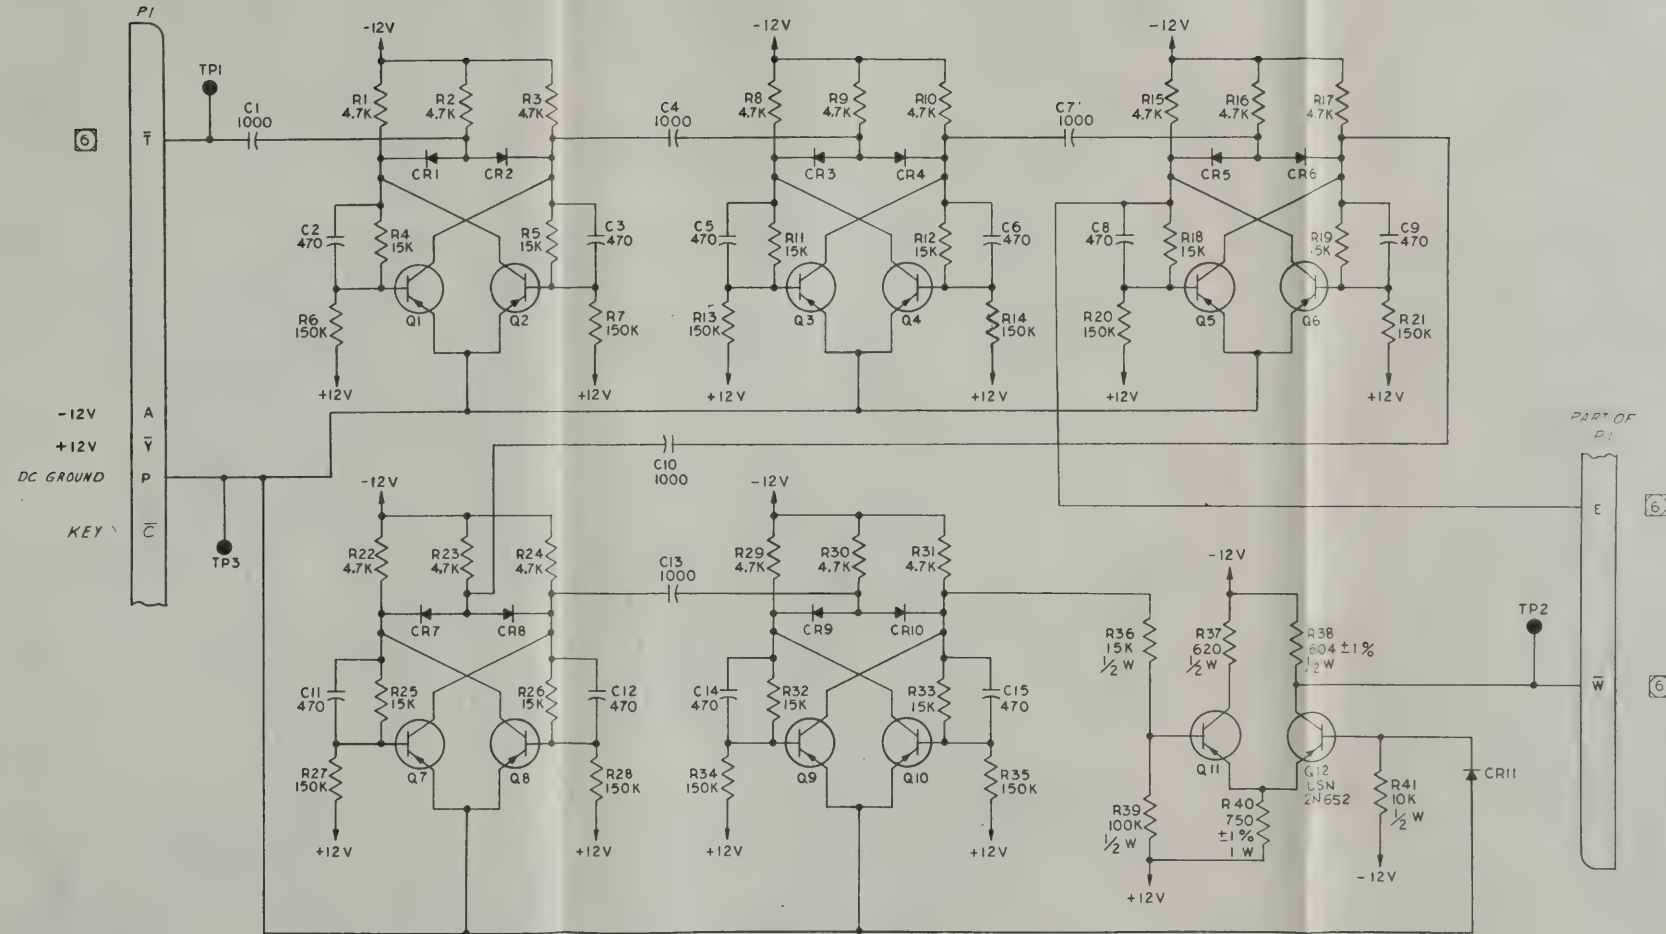 P1
-12V
-12V
-12V
TP1
C1
1000
R1
4.7K
R2
4.7K
R3
4.7K
C4
1000
R8
4.7K
R9
4.7K
R10
4.7K
C7
1000
R15
4.7K
R16
4.7K
R17
4.7K
6
T̅
CR1
CR2
CR3
CR4
CR5
CR6
C2
470
R4
15K
R5
15K
C3
470
C5
470
R11
15K
R12
15K
C6
470
C8
470
R18
15K
R19
15K
C9
470
Q1
Q2
Q3
Q4
Q5
Q6
R6
150K
R7
150K
R13
150K
R14
150K
R20
150K
R21
150K
+12V
+12V
+12V
+12V
+12V
+12V
-12V
A
+12V
Y̅
DC GROUND
P
KEY
C̅
TP3
C10
1000
PART OF
P1
-12V
-12V
E
6
R22
4.7K
R23
4.7K
R24
4.7K
C13
1000
R29
4.7K
R30
4.7K
R31
4.7K
-12V
CR7
CR8
CR9
CR10
R36
15K
1/2 W
R37
620
1/2 W
R38
604 ±1%
1/2 W
TP2
W̅
6
C11
470
R25
15K
R26
15K
C12
470
C14
470
R32
15K
R33
15K
C15
470
Q7
Q8
Q9
Q10
Q11
Q12
USN
2N652
CR11
R27
150K
R28
150K
R34
150K
R35
150K
R39
100K
1/2 W
R40
750
±1%
1 W
R41
10K
1/2 W
+12V
+12V
+12V
+12V
+12V
-12V